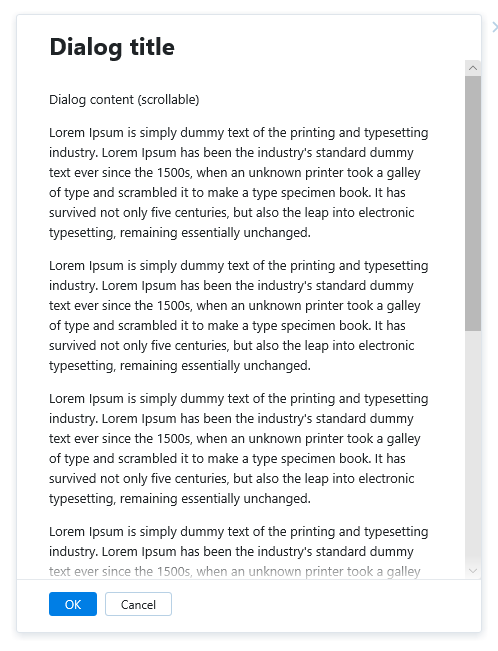 Dialog title
Dialog content (scrollable)
Lorem Ipsum is simply dummy text of the printing and typesetting
industry. Lorem Ipsum has been the industry's standard dummy
text ever since the 1500s, when an unknown printer took a galley
of type and scrambled it to make a type specimen book. It has
survived not only five centuries, but also the leap into electronic
typesetting, remaining essentially unchanged.
Lorem Ipsum is simply dummy text of the printing and typesetting
industry. Lorem Ipsum has been the industry's standard dummy
text ever since the 1500s, when an unknown printer took a galley
of type and scrambled it to make a type specimen book. It has
survived not only five centuries, but also the leap into electronic
typesetting, remaining essentially unchanged.
Lorem Ipsum is simply dummy text of the printing and typesetting
industry. Lorem Ipsum has been the industry's standard dummy
text ever since the 1500s, when an unknown printer took a galley
of type and scrambled it to make a type specimen book. It has
survived not only five centuries, but also the leap into electronic
typesetting, remaining essentially unchanged.
Lorem Ipsum is simply dummy text of the printing and typesetting
industry. Lorem Ipsum has been the industry's standard dummy
text ever since the 1500s, when an unknown printer took a galley
OK Cancel